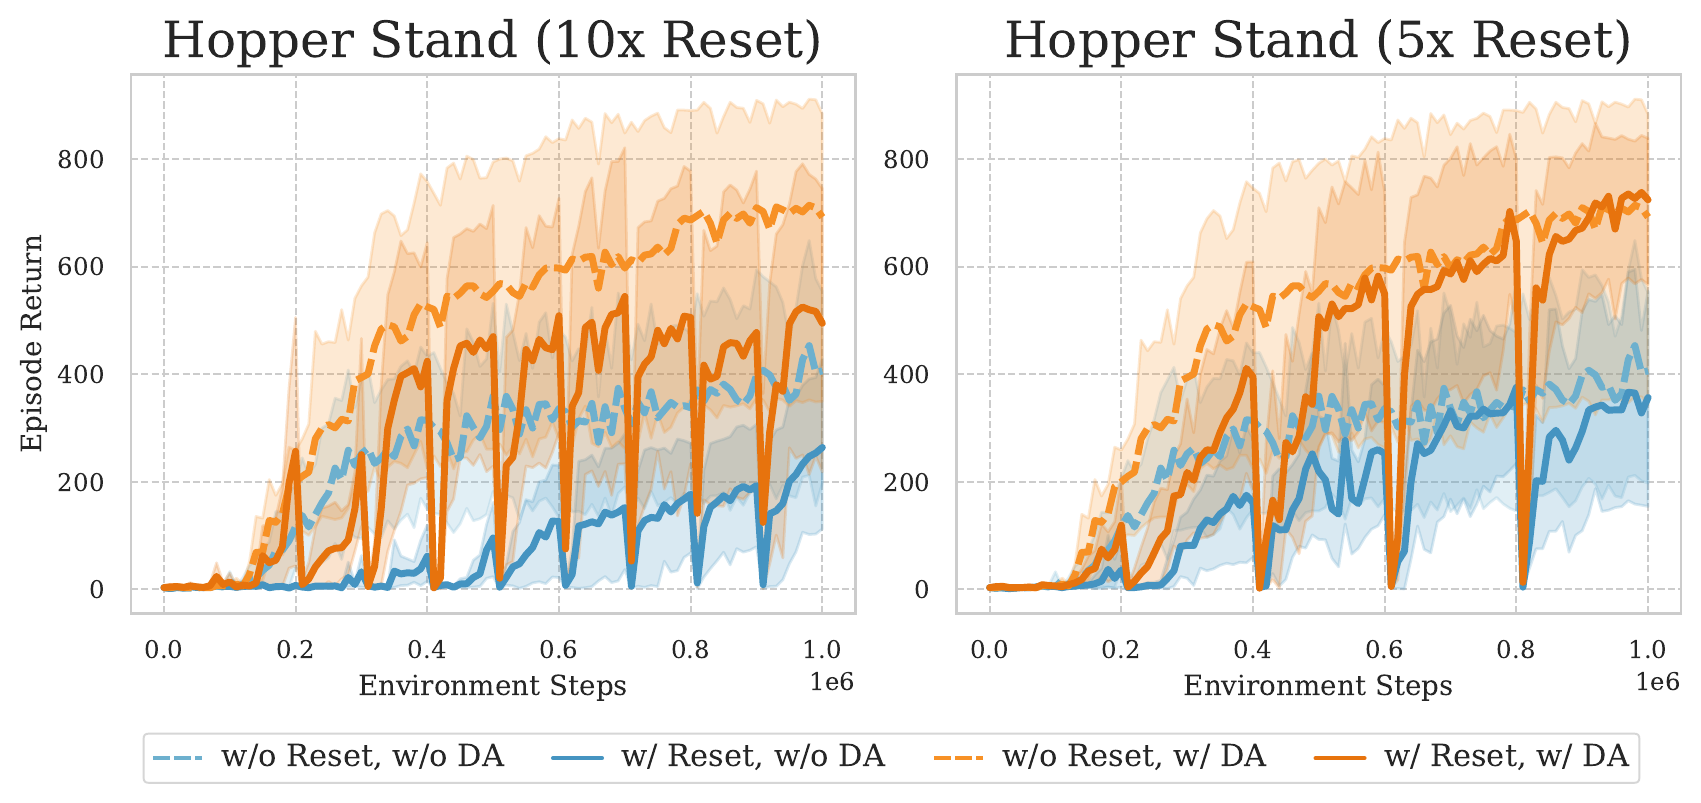 Hopper Stand (10x Reset)
Hopper Stand (5x Reset)
Episode Return
800
600
400
200
0
0.0 0.2 0.4 0.6 0.8 1.0
1e6
Environment Steps
800
600
400
200
0
0.0 0.2 0.4 0.6 0.8 1.0
1e6
Environment Steps
w/o Reset, w/o DA w/ Reset, w/o DA w/o Reset, w/ DA w/ Reset, w/ DA